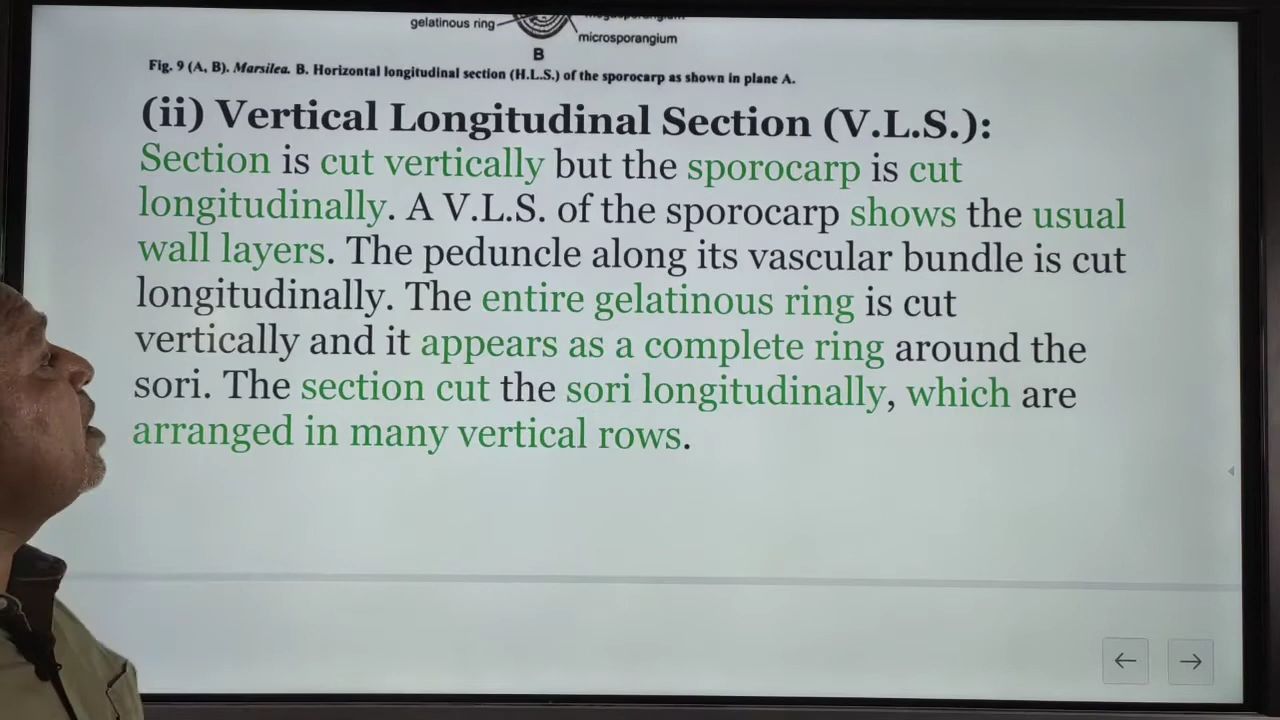 gelatinous ring
microsporangium
B
Fig. 9 (A, B). Marsilea. B. Horizontal longitudinal section (H.L.S.) of the sporocarp as shown in plane A.
(ii) Vertical Longitudinal Section (V.L.S.):
Section is cut vertically but the sporocarp is cut
longitudinally. A V.L.S. of the sporocarp shows the usual
wall layers. The peduncle along its vascular bundle is cut
longitudinally. The entire gelatinous ring is cut
vertically and it appears as a complete ring around the
sori. The section cut the sori longitudinally, which are
arranged in many vertical rows.